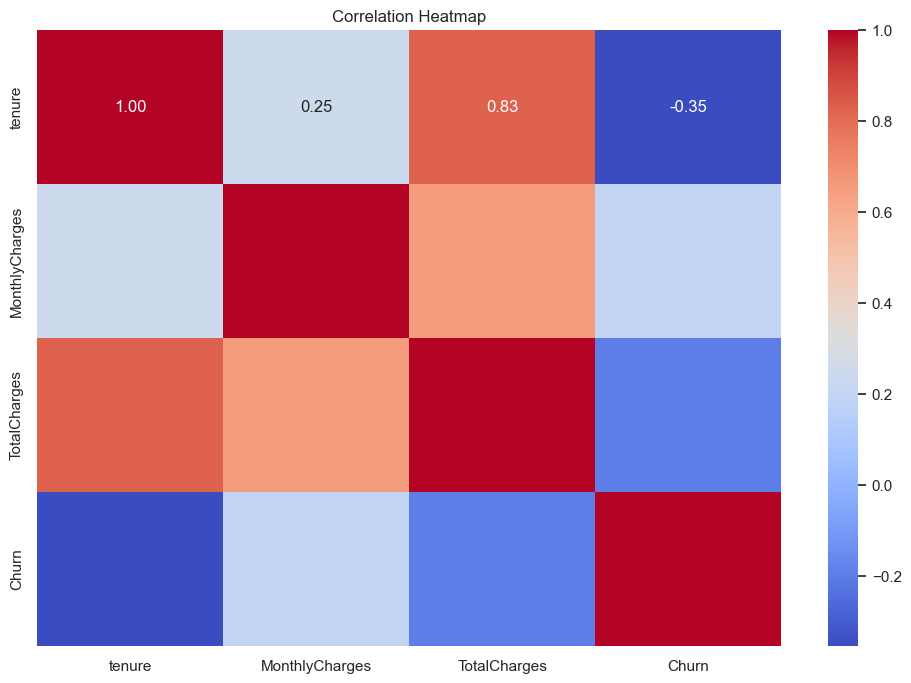 Correlation Heatmap
tenure
1.00 0.25 0.83 -0.35
MonthlyCharges
TotalCharges
Churn
tenure MonthlyCharges TotalCharges Churn
1.0
0.8
0.6
0.4
0.2
0.0
−0.2